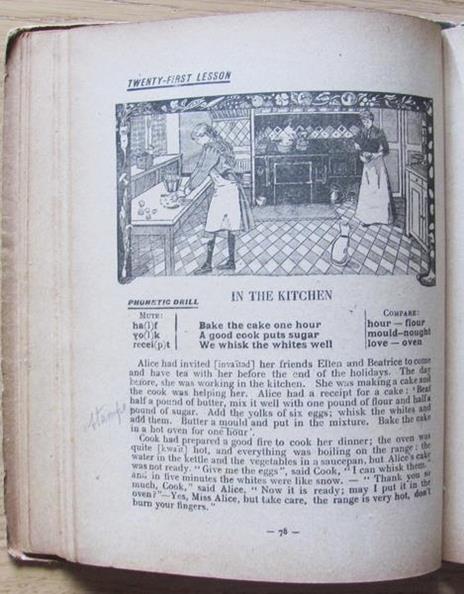 TWENTY-FIRST LESSON
IN THE KITCHEN
PHONETIC DRILL
MUTE:
ha(l)f
yo(l)k
recei(p)t
Bake the cake one hour
A good cook puts sugar
We whisk the whites well
COMPARE:
hour — flour
mould—nought
love — oven
Alice had invited [invaitəd] her friends Ellen and Beatrice to come
and have tea with her before the end of the holidays. The day
before, she was working in the kitchen. She was making a cake and
the cook was helping her. Alice had a receipt for a cake: 'Beat
half a pound of butter, mix it well with one pound of flour and half a
pound of sugar. Add the yolks of six eggs; whisk the whites and
add them. Butter a mould and put in the mixture. Bake the cake
in a hot oven for one hour'.
Cook had prepared a good fire to cook her dinner; the oven was
quite [kwait] hot, and everything was boiling on the range: the
water in the kettle and the vegetables in a saucepan, but Alice's cake
was not ready. "Give me the eggs", said Cook, "I can whisk them",
and in five minutes the whites were like snow. — "Thank you so
much, Cook," said Alice. "Now it is ready; may I put it in the
oven?"—Yes, Miss Alice, but take care, the range is very hot, don't
burn your fingers."
stamps
— 78 —